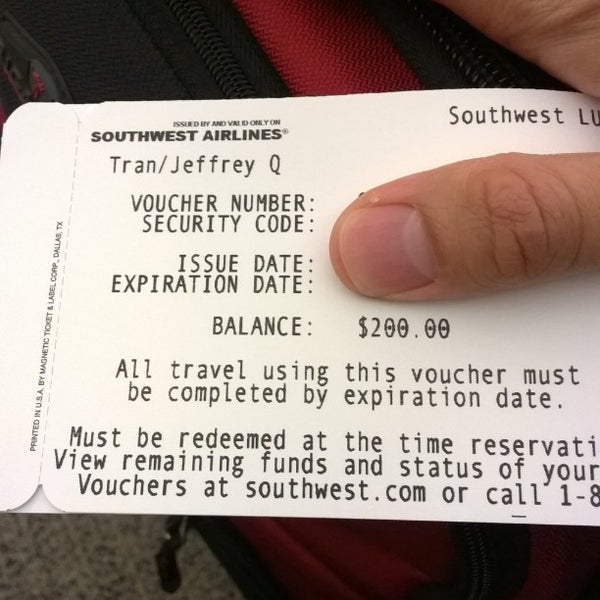 Southwest LU
ISSUED BY AND VALID ONLY ON
SOUTHWEST AIRLINES®
Tran/Jeffrey Q
VOUCHER NUMBER:
SECURITY CODE:
ISSUE DATE:
EXPIRATION DATE:
BALANCE: $200.00
All travel using this voucher must
be completed by expiration date.
Must be redeemed at the time reservati
View remaining funds and status of your
Vouchers at southwest.com or call 1-8
PRINTED IN U.S.A. BY MAGNETIC TICKET & LABEL CORP., DALLAS, TX